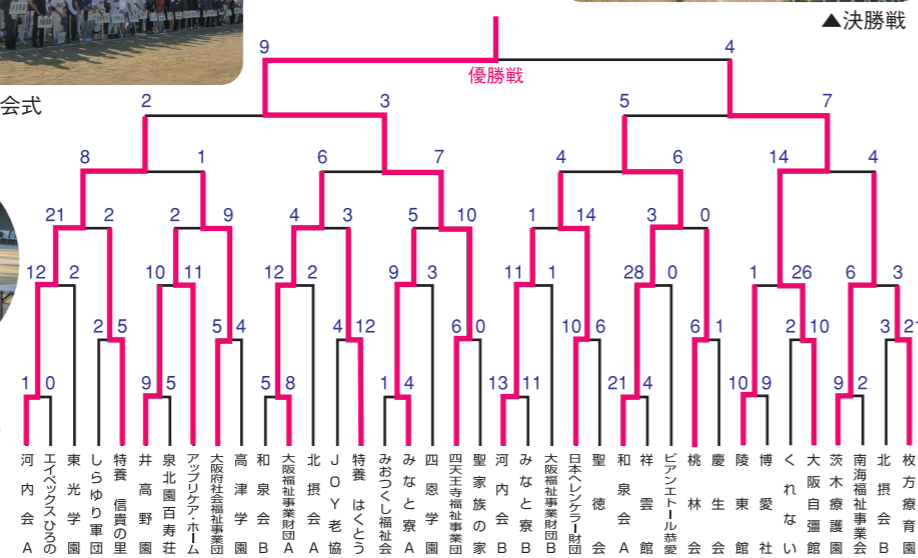 ▲決勝戦
会式
9 4
優勝戦
2 3 5 7
8 1 6 7 4 6 14 4
21 2 2 9 4 3 5 10 1 14 3 0
12 2 10 11 12 2 9 3 11 1 28 0 1 26 6 3
2 5 5 4 4 12 6 0 10 6 6 1 2 10 3 21
1 0 9 5 5 8 1 4 13 11 21 4 10 9 9 2
河内会A
エイペックスひろの
東光学園
しらゆり軍団
特養 信貴の里
井高野園
泉北園百寿荘
アップリケア・ホーム
大阪府社会福祉事業団
高津学園
和泉会B
大阪福祉事業財団A
北摂会A
JOY老協
特養 はくとう
みおつくし福祉会
みなと寮A
四恩学園
四天王寺福祉事業団
聖家族の家
河内会B
みなと寮B
大阪福祉事業財団B
日本ヘレンケラー財団
聖徳会
和泉会A
祥雲館
ビアンエトール恭愛
桃林会
慶生会
陵東館
博愛社
くれない
大阪自彊館
茨木療護園
南海福祉事業会
北摂会B
枚方療育園